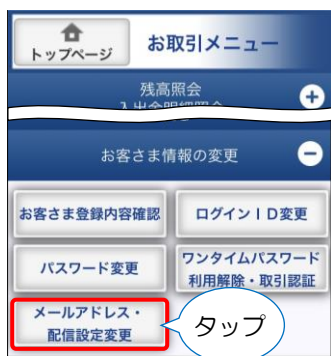 トップページ
お取引メニュー
残高照会
お客さま情報の変更
お客さま登録内容確認
ログインID変更
パスワード変更
ワンタイムパスワード
利用解除・取引認証
メールアドレス・
配信設定変更
タップ